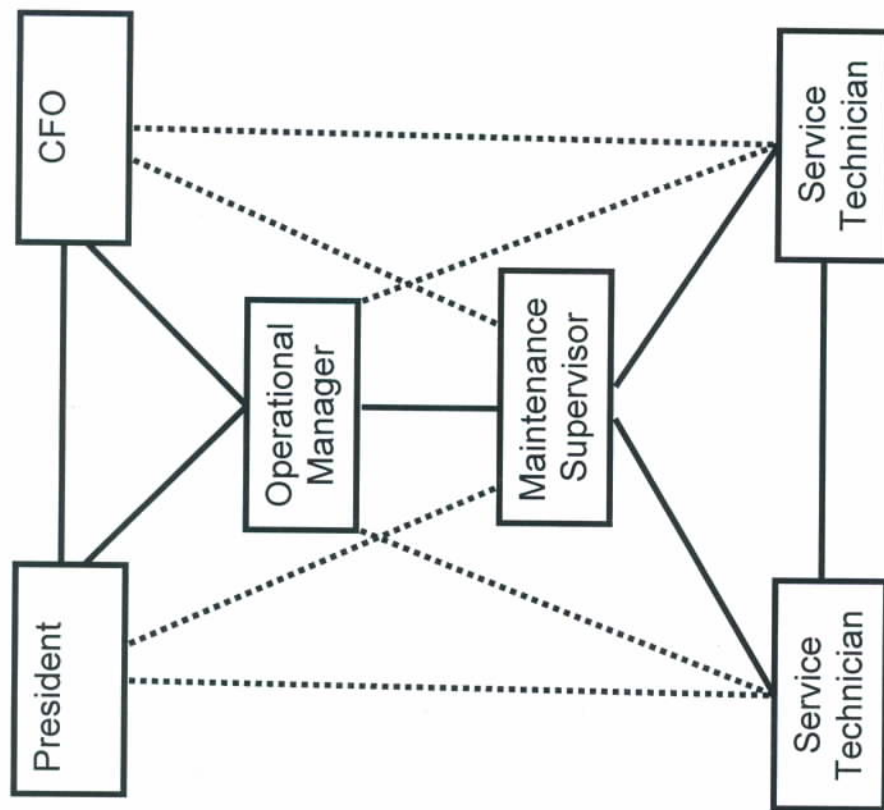 President
CFO
Operational
Manager
Maintenance
Supervisor
Service
Technician
Service
Technician